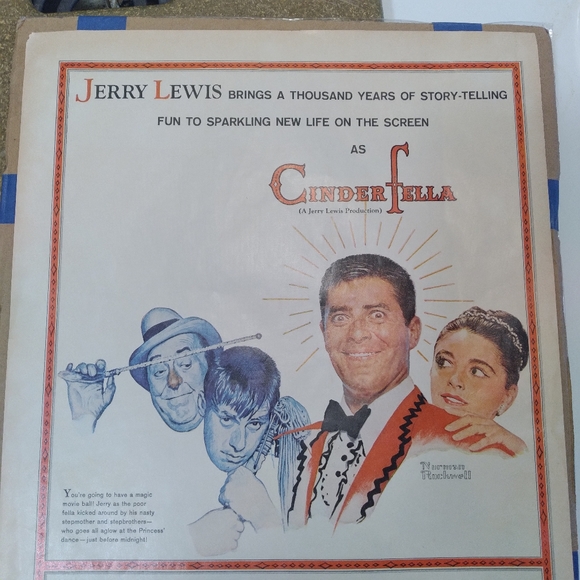 JERRY LEWIS BRINGS A THOUSAND YEARS OF STORY-TELLING
FUN TO SPARKLING NEW LIFE ON THE SCREEN
AS
CINDERFELLA
(A Jerry Lewis Production)
Norman
Rockwell
You're going to have a magic
movie ball! Jerry as the poor
fella kicked around by his nasty
stepmother and stepbrothers—
who goes all aglow at the Princess'
dance—just before midnight!